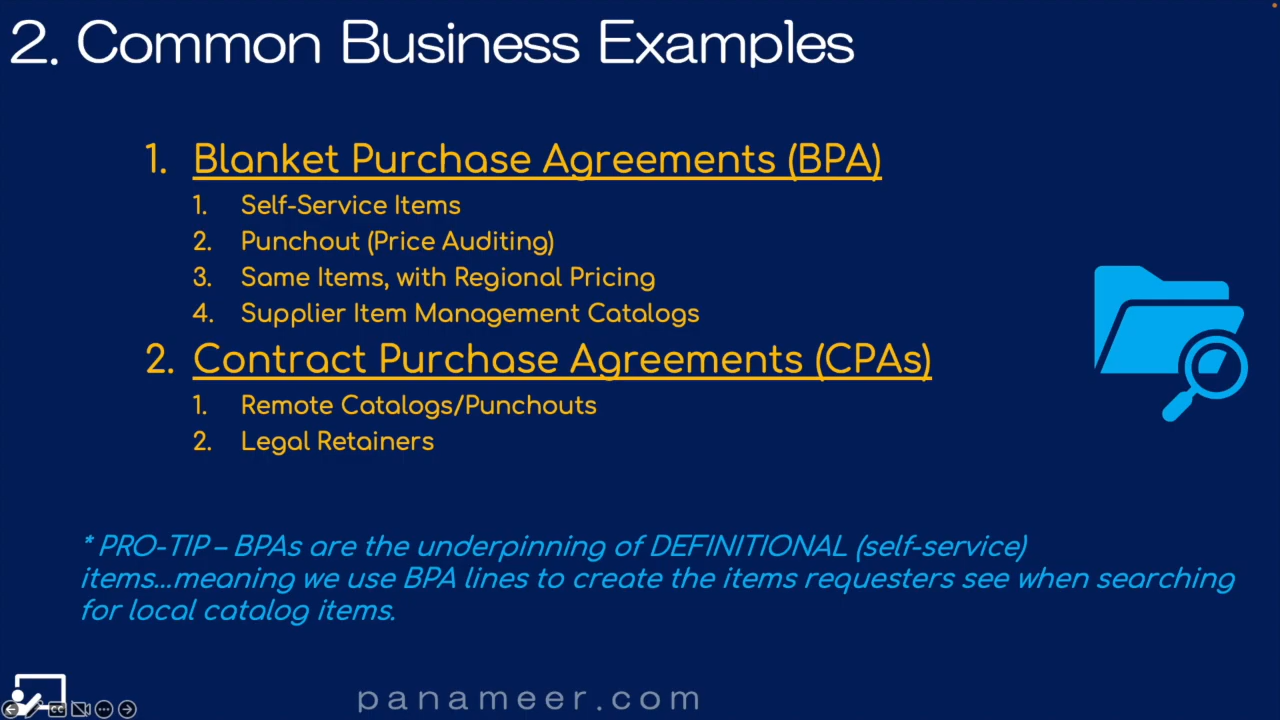 2. Common Business Examples
1. Blanket Purchase Agreements (BPA)
1. Self-Service Items
2. Punchout (Price Auditing)
3. Same Items, with Regional Pricing
4. Supplier Item Management Catalogs
2. Contract Purchase Agreements (CPAs)
1. Remote Catalogs/Punchouts
2. Legal Retainers
* PRO-TIP – BPAs are the underpinning of DEFINITIONAL (self-service)
items...meaning we use BPA lines to create the items requesters see when searching
for local catalog items.
CC
panameer.com